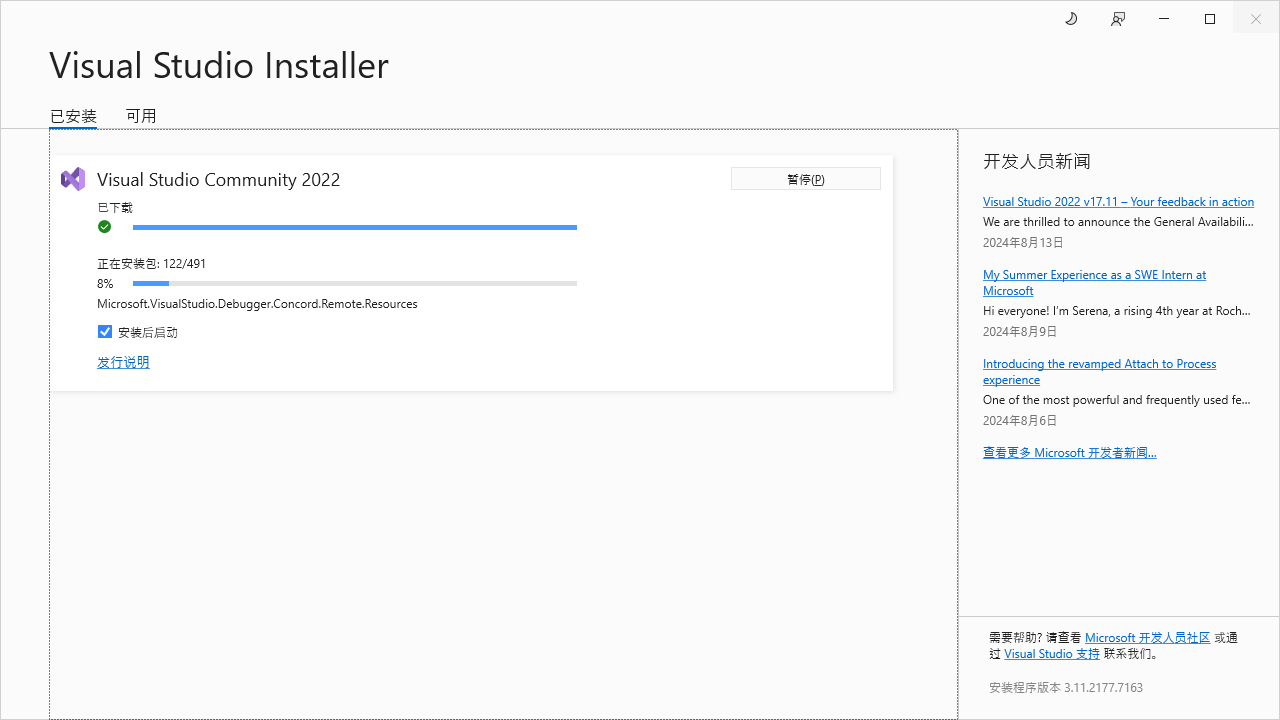 Visual Studio Installer
已安装
可用
Visual Studio Community 2022
暂停(P)
已下载
正在安装包: 122/491
8%
Microsoft.VisualStudio.Debugger.Concord.Remote.Resources
安装后启动
发行说明
开发人员新闻
Visual Studio 2022 v17.11 – Your feedback in action
We are thrilled to announce the General Availabili...
2024年8月13日
My Summer Experience as a SWE Intern at
Microsoft
Hi everyone! I'm Serena, a rising 4th year at Roch...
2024年8月9日
Introducing the revamped Attach to Process
experience
One of the most powerful and frequently used fe...
2024年8月6日
查看更多 Microsoft 开发者新闻...
需要帮助? 请查看 Microsoft 开发人员社区 或通
过 Visual Studio 支持 联系我们。
安装程序版本 3.11.2177.7163